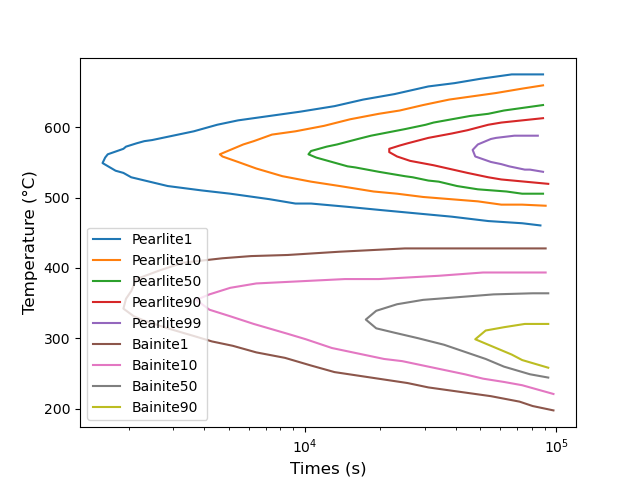 600
500
400
300
200
Temperature (°C)
Pearlite1
Pearlite10
Pearlite50
Pearlite90
Pearlite99
Bainite1
Bainite10
Bainite50
Bainite90
10⁴
10⁵
Times (s)